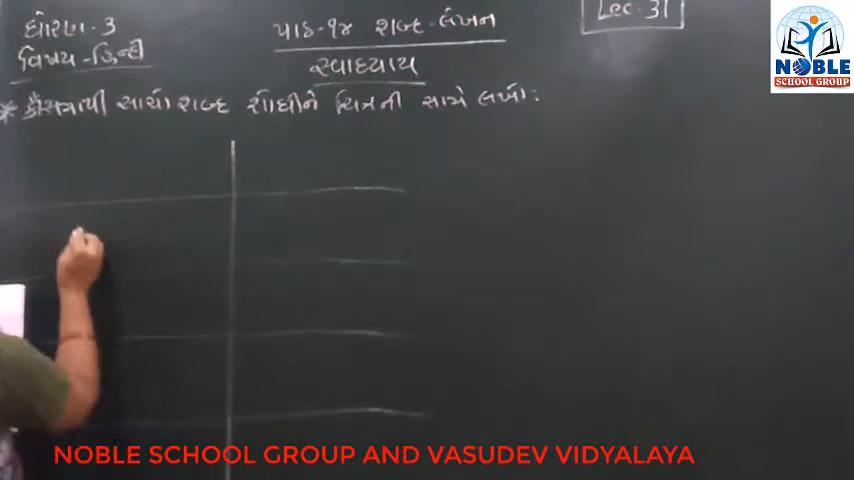 ધોરણ-3
પાઠ-૧૪ શબ્દ-લેખન
Lec-31
વિષય-હિન્દી
સ્વાધ્યાય
* કૌંસમાંથી સાચો શબ્દ શોધીને ચિત્રની સામે લખો:
NOBLE
SCHOOL GROUP
NOBLE SCHOOL GROUP AND VASUDEV VIDYALAYA